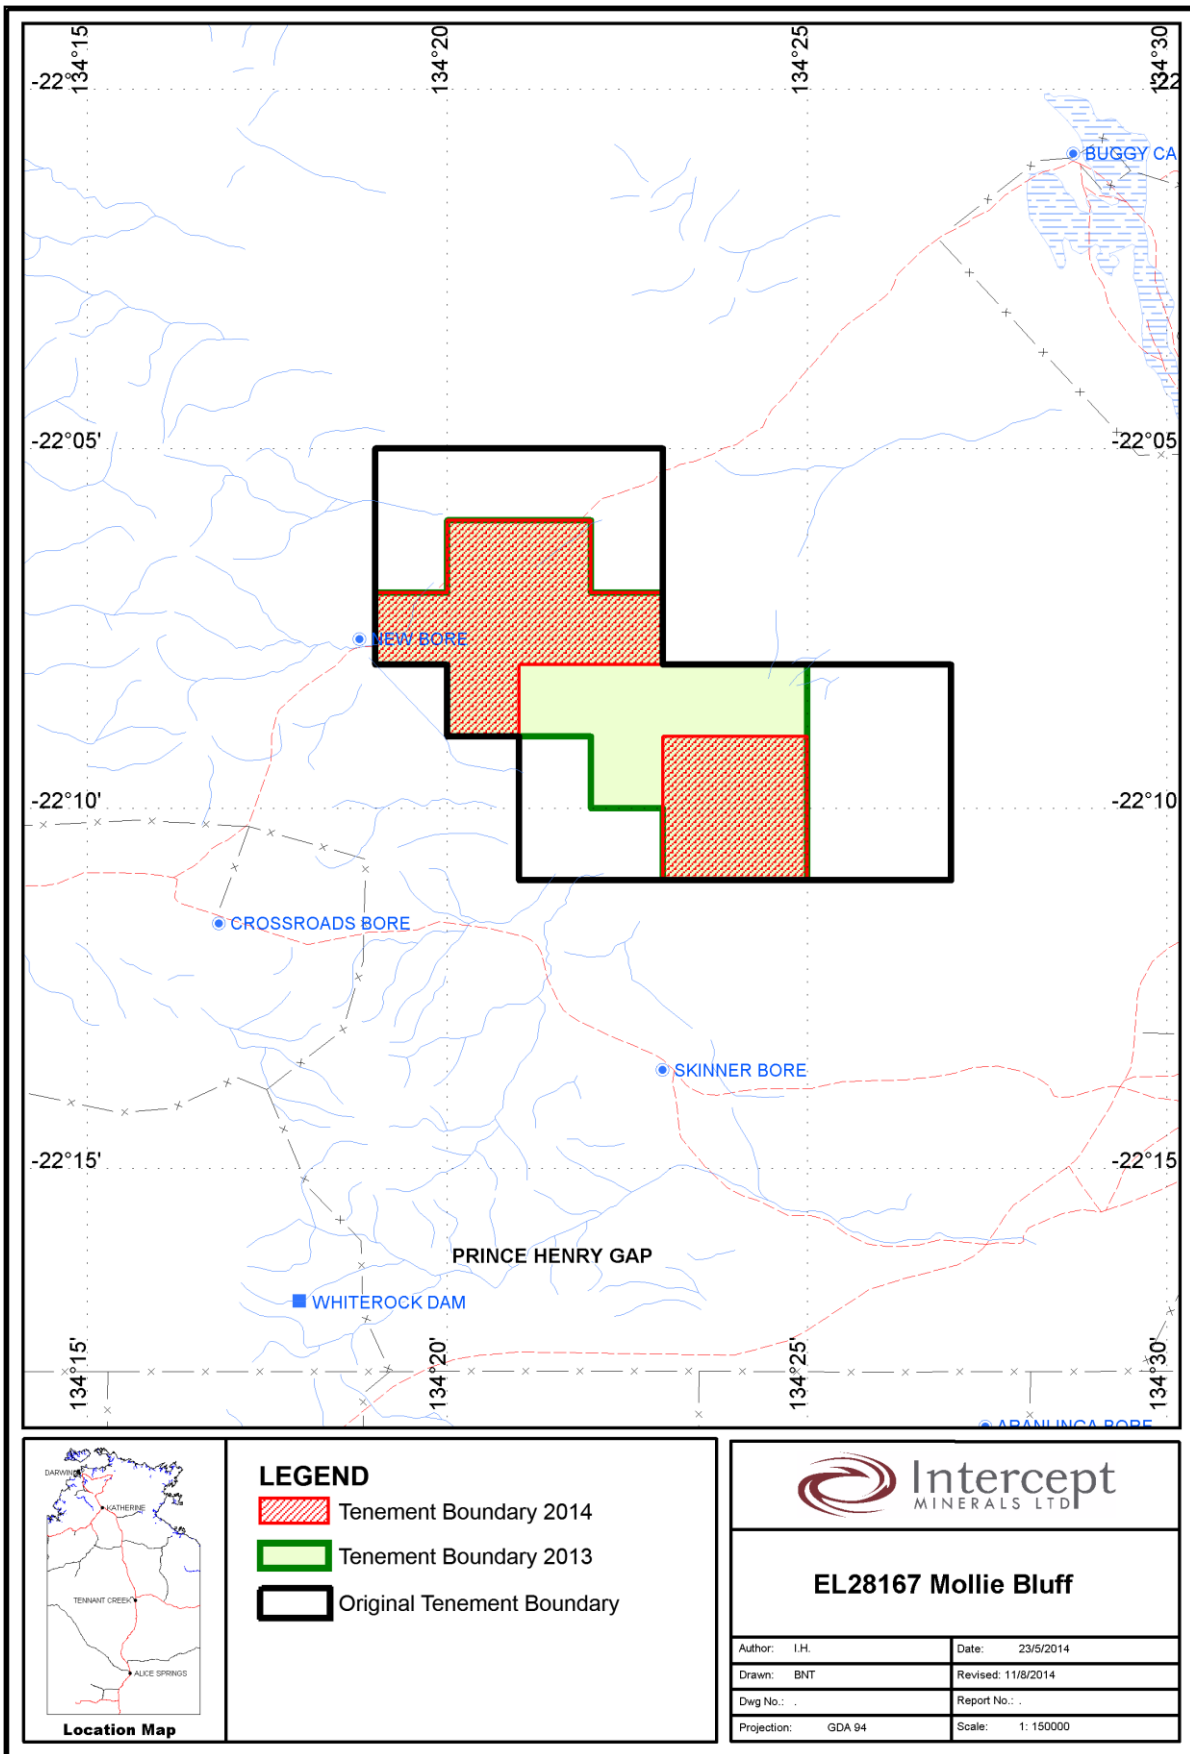 134°15
134°20
134°25
134°30
-22°
-22
BUGGY CA
-22°05'
-22°05
NEW BORE
-22°10'
-22°10
CROSSROADS BORE
SKINNER BORE
-22°15'
-22°15
PRINCE HENRY GAP
WHITEROCK DAM
134°15'
134°20'
134°25'
134°30'
DARWIN
KATHERINE
TENNANT CREEK
ALICE SPRINGS
Location Map
LEGEND
Tenement Boundary 2014
Tenement Boundary 2013
Original Tenement Boundary
Intercept
MINERALS LTD
EL28167 Mollie Bluff
Author: I.H. Date: 23/5/2014
Drawn: BNT Revised: 11/8/2014
Dwg No.: . Report No.: .
Projection: GDA 94 Scale: 1: 150000